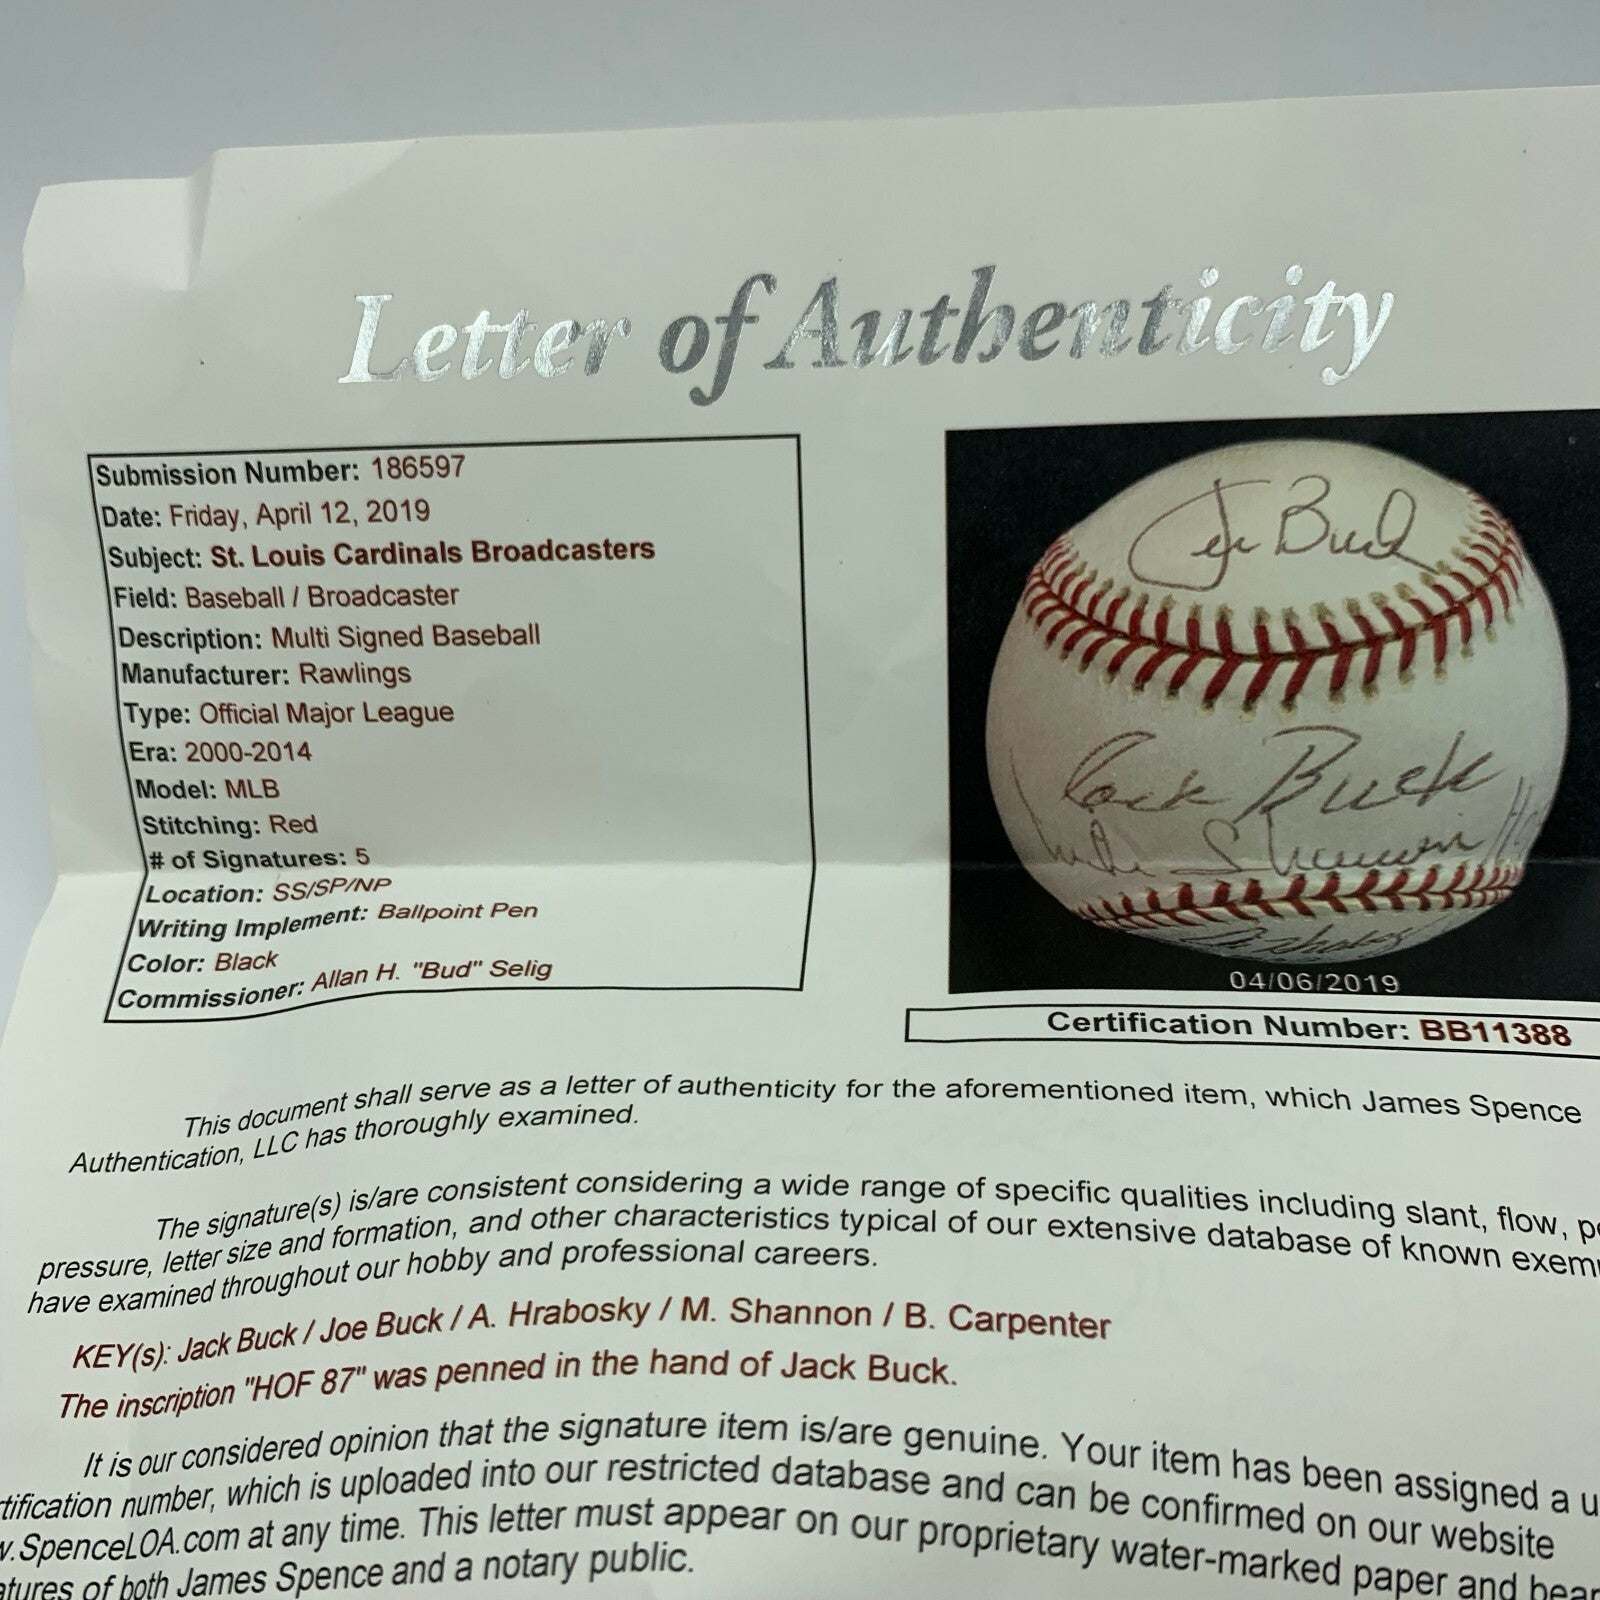 Letter of Authenticity
Submission Number: 186597
Date: Friday, April 12, 2019
Subject: St. Louis Cardinals Broadcasters
Field: Baseball / Broadcaster
Description: Multi Signed Baseball
Manufacturer: Rawlings
Type: Official Major League
Era: 2000-2014
Model: MLB
Stitching: Red
# of Signatures: 5
Location: SS/SP/NP
Writing Implement: Ballpoint Pen
Color: Black
Commissioner: Allan H. "Bud" Selig
Joe Buck
Jack Buck
Mike Shannon
04/06/2019
Certification Number: BB11388
This document shall serve as a letter of authenticity for the aforementioned item, which James Spence
Authentication, LLC has thoroughly examined.
The signature(s) is/are consistent considering a wide range of specific qualities including slant, flow,
pressure, letter size and formation, and other characteristics typical of our extensive database of known
have examined throughout our hobby and professional careers.
KEY(s): Jack Buck / Joe Buck / A. Hrabosky / M. Shannon / B. Carpenter
The inscription "HOF 87" was penned in the hand of Jack Buck.
It is our considered opinion that the signature item is/are genuine. Your item has been assigned a
number, which is uploaded into our restricted database and can be confirmed on our website
.SpenceLOA.com at any time. This letter must appear on our proprietary water-marked paper and
of both James Spence and a notary public.